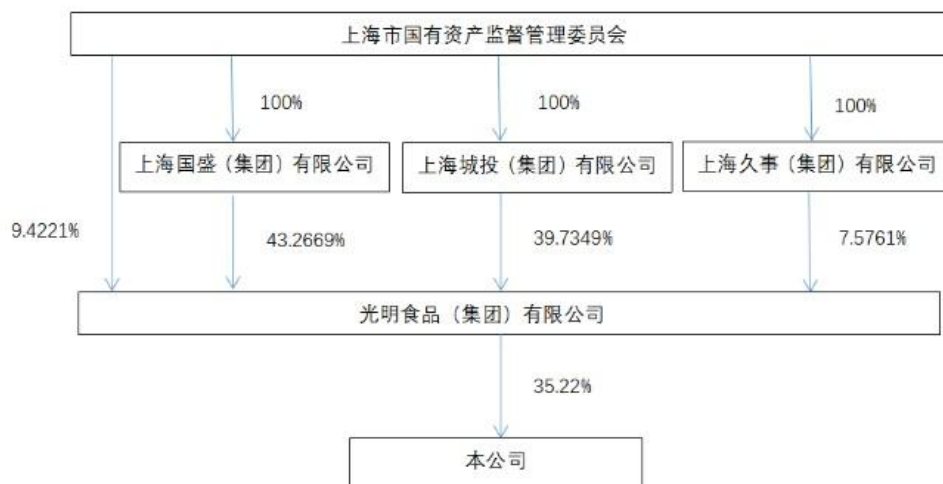 上海市国有资产监督管理委员会
100%
100%
100%
上海国盛（集团）有限公司
上海城投（集团）有限公司
上海久事（集团）有限公司
9.4221%
43.2669%
39.7349%
7.5761%
光明食品（集团）有限公司
35.22%
本公司